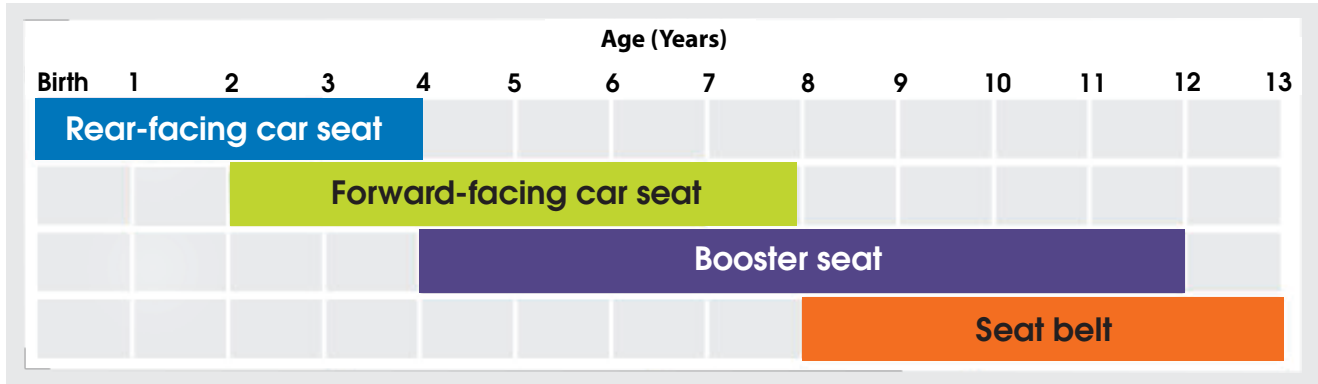 Age (Years)
Birth 1 2 3 4 5 6 7 8 9 10 11 12 13
Rear-facing car seat
Forward-facing car seat
Booster seat
Seat belt